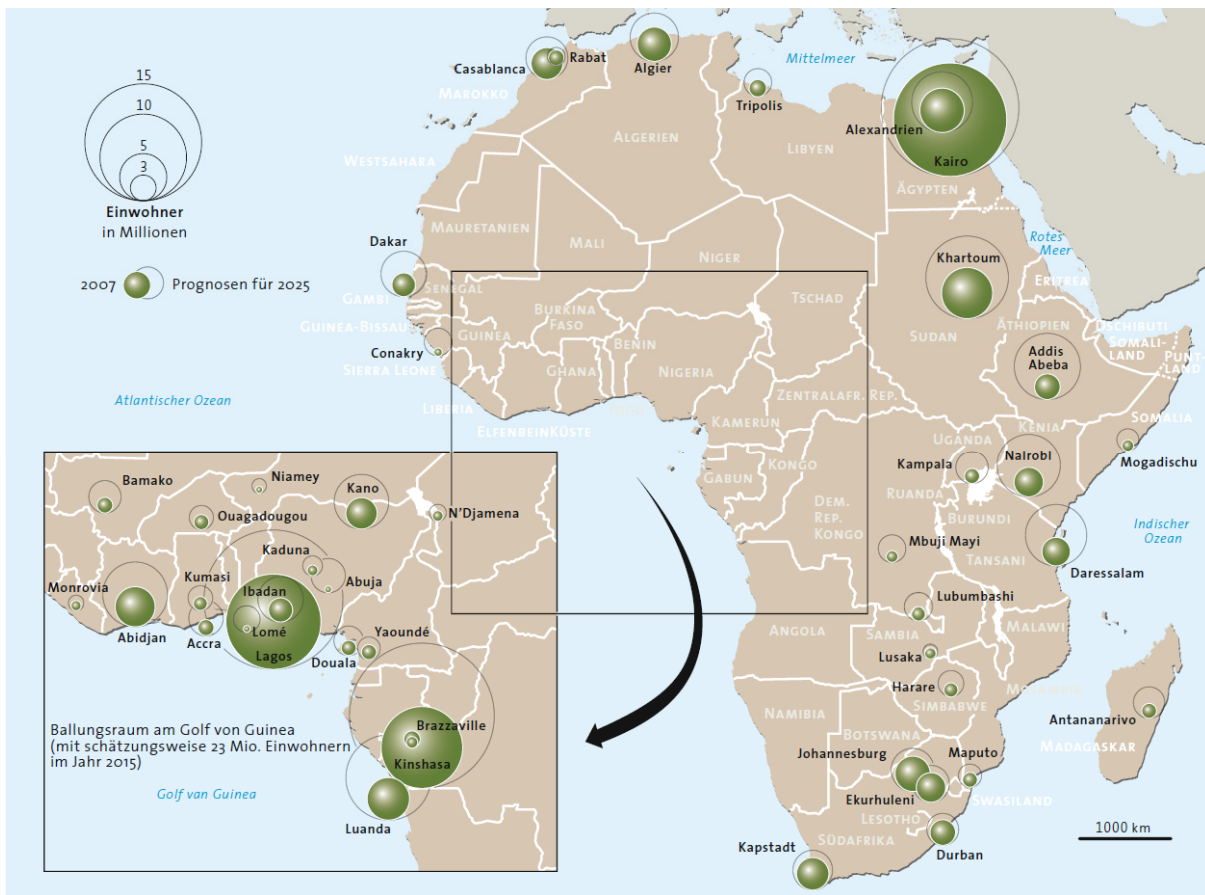 15
10
5
3
Einwohner
in Millionen
2007
Prognosen für 2025
Casablanca
Rabat
Algier
Tripolis
Mittelmeer
Alexandrien
Kairo
MAROKKO
ALGERIEN
LIBYEN
ÄGYPTEN
WESTSAHARA
MAURETANIEN
MALI
NIGER
TSCHAD
SUDAN
Rotes
Meer
ERITREA
Khartoum
Dakar
SENEGAL
GAMBI
GUINEA-BISSAU
GUINEA
Conakry
SIERRA LEONE
LIBERIA
BURKINA
FASO
BENIN
GHANA
NIGERIA
ELFENBEINKÜSTE
KAMERUN
ZENTRALAFR. REP.
ÄTHIOPIEN
DSCHIBUTI
SOMALI-
LAND
PUNT-
LAND
Addis
Abeba
SOMALIA
Mogadischu
KENIA
UGANDA
Nairobi
Kampala
GABUN
KONGO
DEM.
REP.
KONGO
RUANDA
BURUNDI
TANSANI
Mbuji Mayi
Daressalam
Indischer
Ozean
Atlantischer Ozean
Lubumbashi
ANGOLA
SAMBIA
MALAWI
Lusaka
Harare
SIMBABWE
NAMIBIA
BOTSWANA
Antananarivo
MADAGASKAR
Johannesburg
Maputo
Ekurhuleni
SWASILAND
LESOTHO
SÜDAFRIKA
Kapstadt
Durban
1000 km
Bamako
Niamey
Kano
N'Djamena
Ouagadougou
Kaduna
Abuja
Monrovia
Kumasi
Ibadan
Abidjan
Accra
Lomé
Lagos
Douala
Yaoundé
Brazzaville
Kinshasa
Luanda
Ballungsraum am Golf von Guinea
(mit schätzungsweise 23 Mio. Einwohnern
im Jahr 2015)
Golf van Guinea